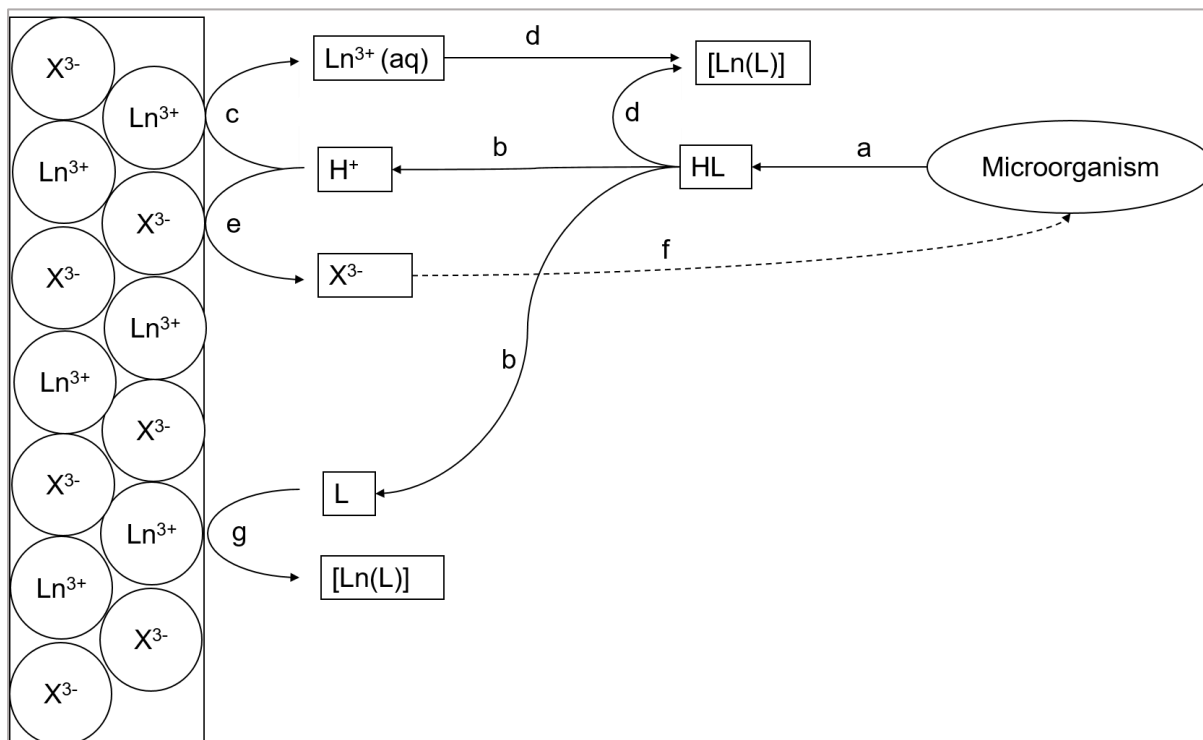 X³⁻
Ln³⁺
Ln³⁺
X³⁻
X³⁻
Ln³⁺
Ln³⁺
X³⁻
X³⁻
Ln³⁺
Ln³⁺
X³⁻
X³⁻
c
e
g
Ln³⁺ (aq)
d
[Ln(L)]
d
H⁺
b
HL
a
Microorganism
X³⁻
f
b
L
[Ln(L)]